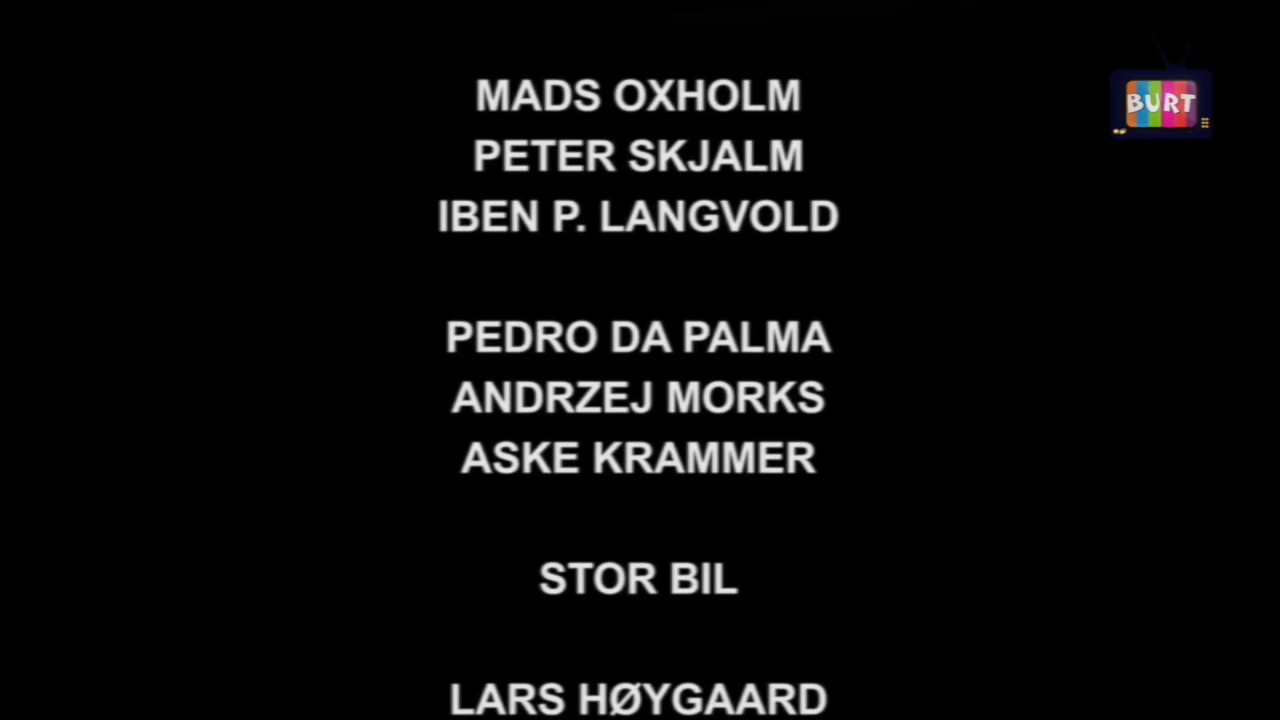 MADS OXHOLM
BURT
PETER SKJALM
IBEN P. LANGVOLD
PEDRO DA PALMA
ANDRZEJ MORKS
ASKE KRAMMER
STOR BIL
LARS HØYGAARD